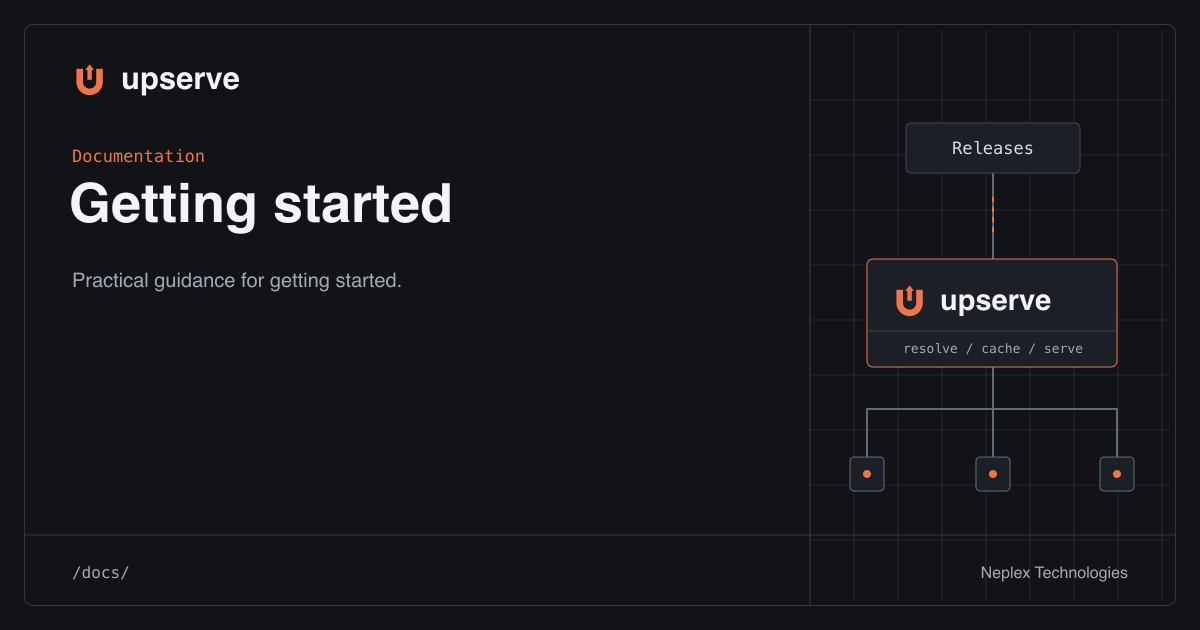 upserve
Documentation
Getting started
Practical guidance for getting started.
Releases
upserve
resolve / cache / serve
/docs/
Neplex Technologies